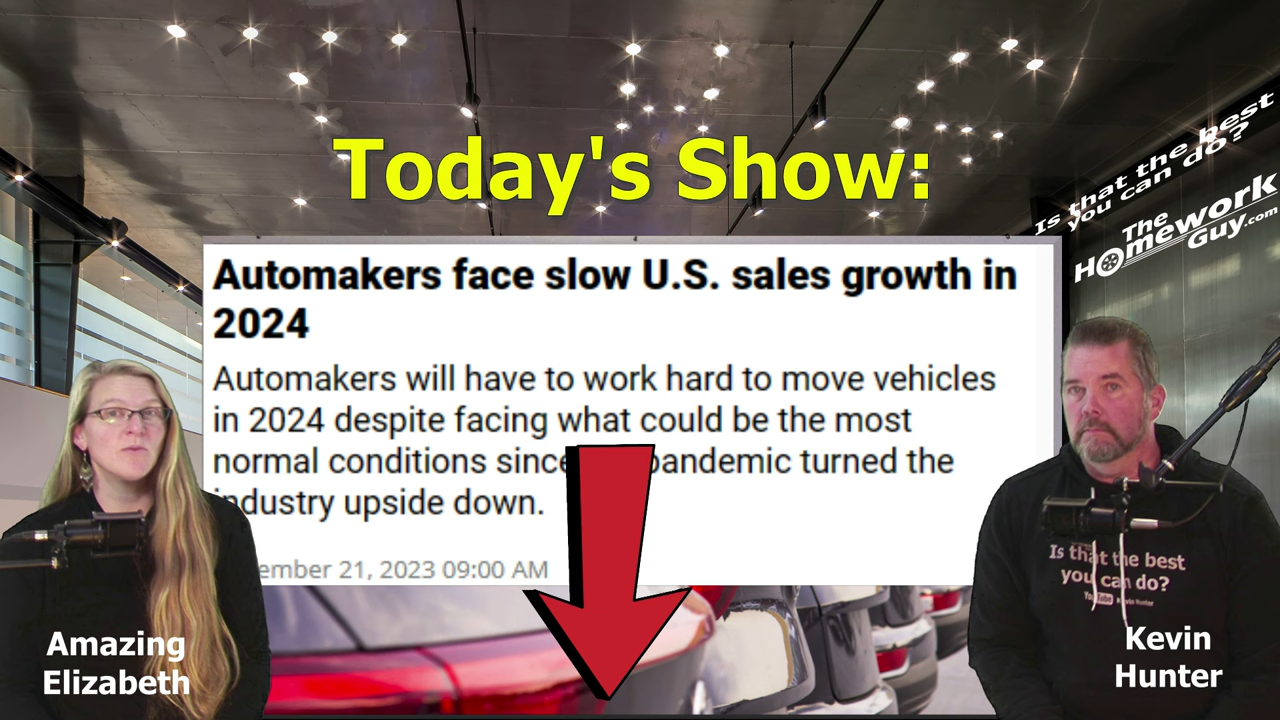 Today's Show:
Is that the best
you can do?
The
Homework
Guy.com
Automakers face slow U.S. sales growth in
2024
Automakers will have to work hard to move vehicles
in 2024 despite facing what could be the most
normal conditions since pandemic turned the
industry upside down.
ember 21, 2023 09:00 AM
Is that the best
you can do?
YouTube Kevin Hunter
Amazing
Elizabeth
Kevin
Hunter